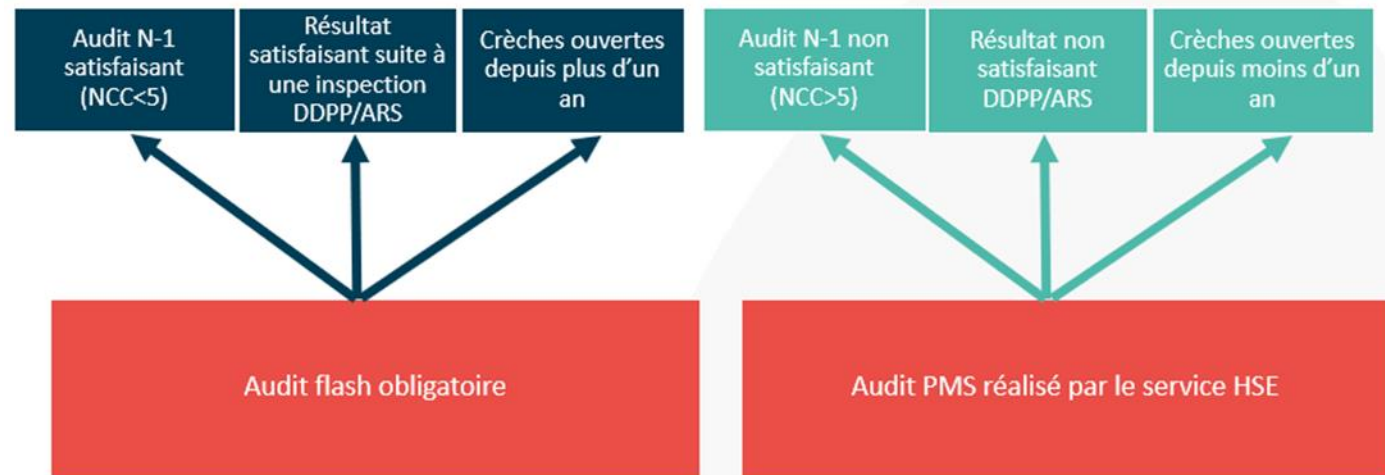 Audit N-1
satisfaisant
(NCC<5)
Résultat
satisfaisant suite à
une inspection
DDPP/ARS
Crèches ouvertes
depuis plus d’un
an
Audit N-1 non
satisfaisant
(NCC>5)
Résultat non
satisfaisant
DDPP/ARS
Crèches ouvertes
depuis moins d’un
an
Audit flash obligatoire
Audit PMS réalisé par le service HSE